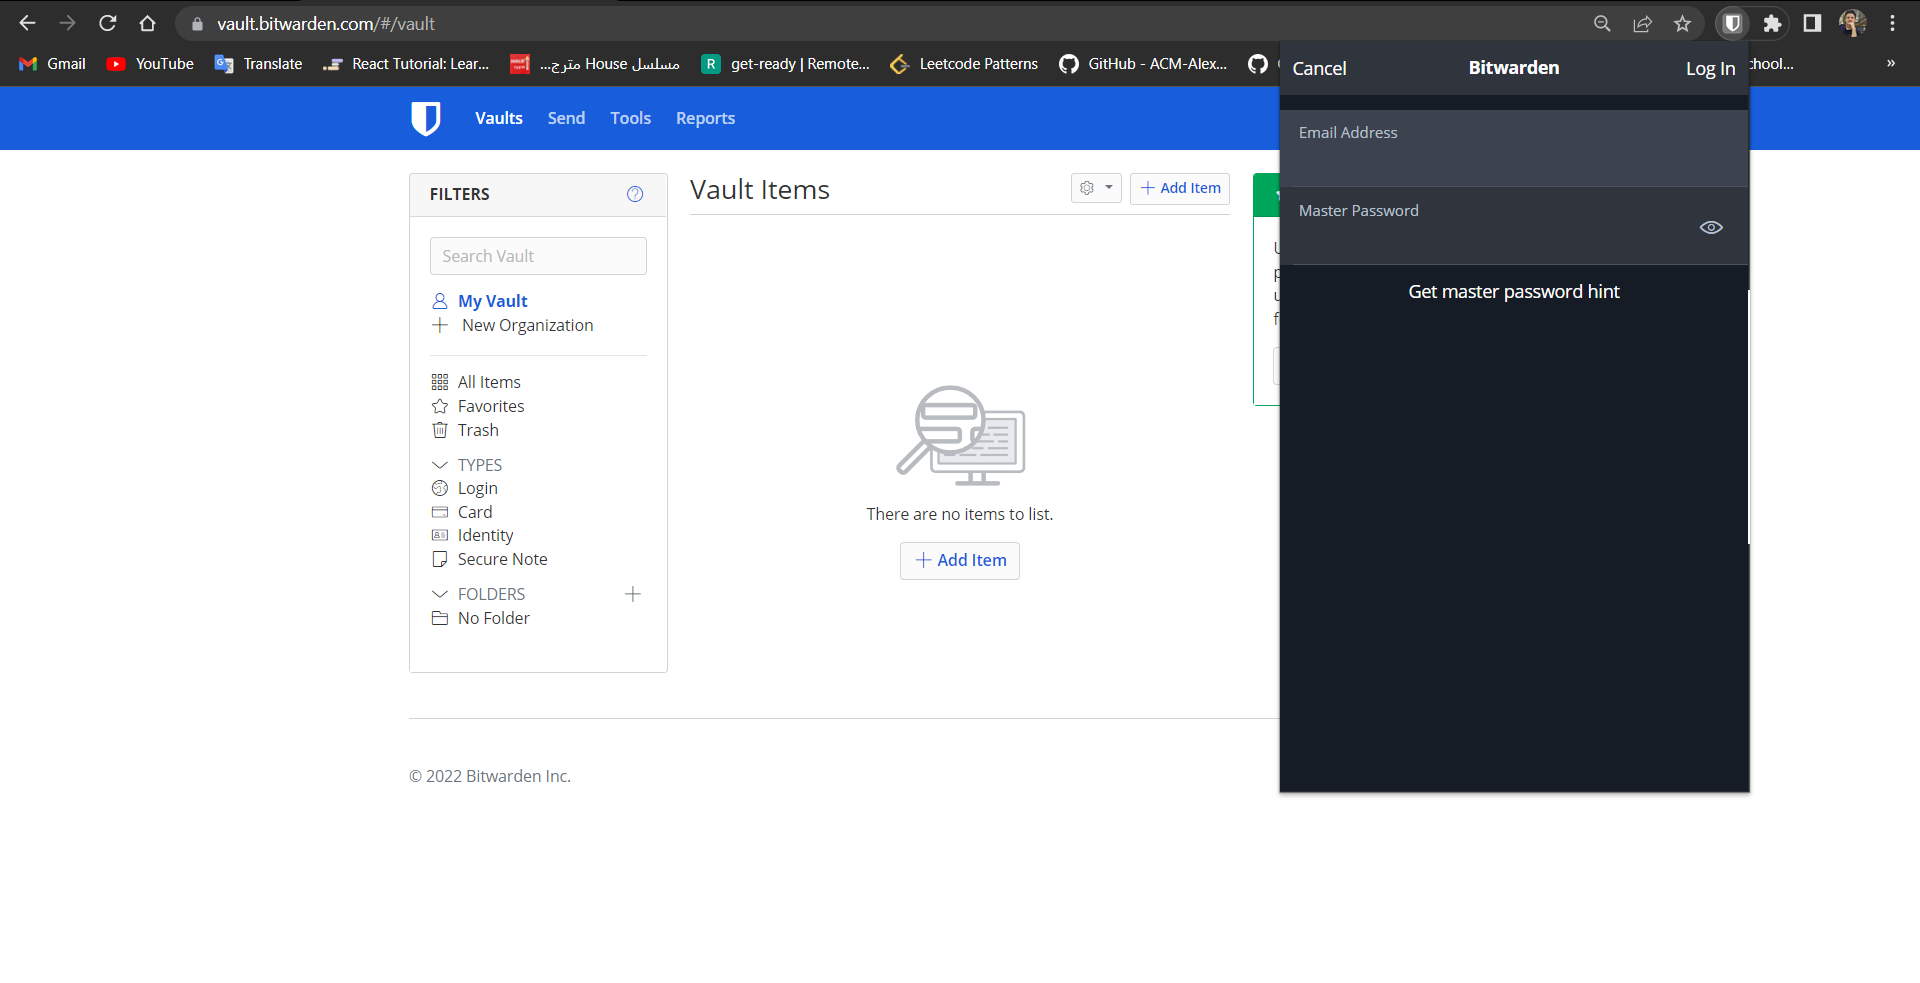 vault.bitwarden.com/#/vault
Gmail
YouTube
Translate
React Tutorial: Lear...
مسلسل House مترج...
R
get-ready | Remote...
Leetcode Patterns
GitHub - ACM-Alex...
chool...
»
Cancel
Bitwarden
Log In
Vaults
Send
Tools
Reports
Email Address
Master Password
Get master password hint
FILTERS
Search Vault
My Vault
New Organization
All Items
Favorites
Trash
TYPES
Login
Card
Identity
Secure Note
FOLDERS
No Folder
Vault Items
Add Item
There are no items to list.
Add Item
© 2022 Bitwarden Inc.